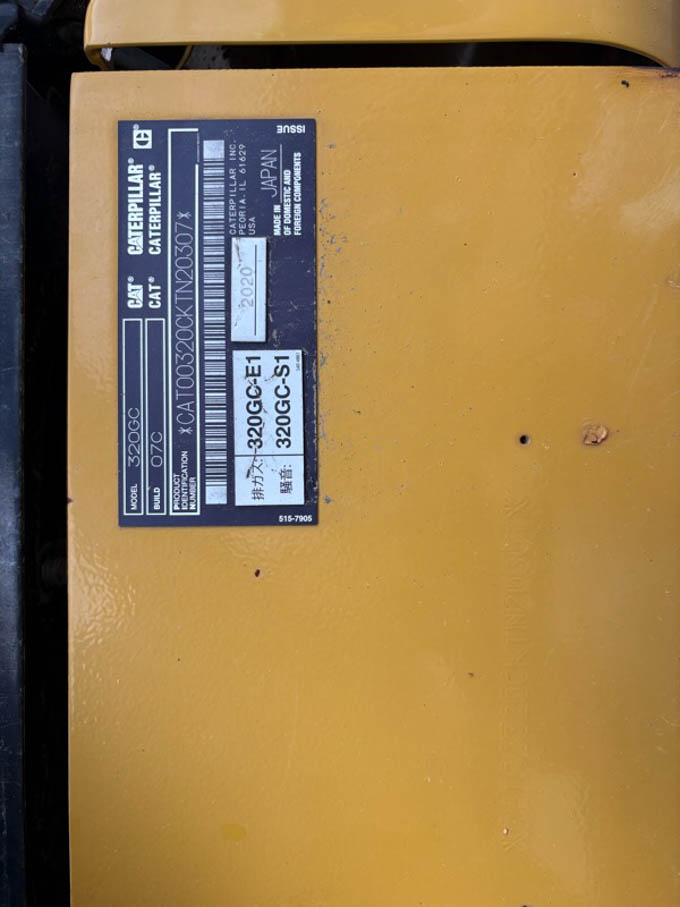 MODEL 320GC CAT® CATERPILLAR®
BUILD 07C CAT® CATERPILLAR®
PRODUCT
IDENTIFICATION
NUMBER
*CAT00320CKTN20307*
排ガス: 320GC-E1
騒音: 320GC-S1
2020
CATERPILLAR INC.
PEORIA, IL 61629
USA
MADE IN JAPAN
OF DOMESTIC AND
FOREIGN COMPONENTS
515-7905
ISSUE